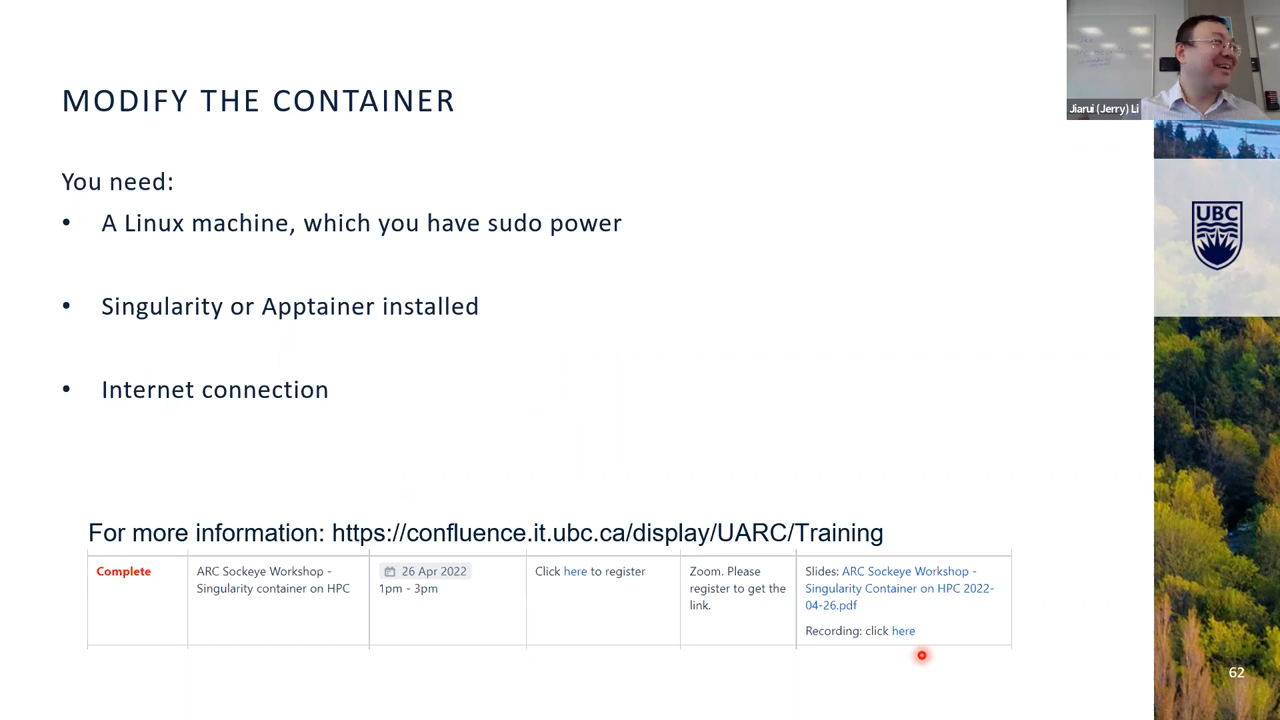 MODIFY THE CONTAINER
Jiarui (Jerry) Li
You need:
• A Linux machine, which you have sudo power
• Singularity or Apptainer installed
• Internet connection
UBC
For more information: https://confluence.it.ubc.ca/display/UARC/Training
Complete
ARC Sockeye Workshop -
Singularity container on HPC
26 Apr 2022
1pm - 3pm
Click here to register
Zoom. Please
register to get the
link.
Slides: ARC Sockeye Workshop -
Singularity Container on HPC 2022-
04-26.pdf
Recording: click here
62